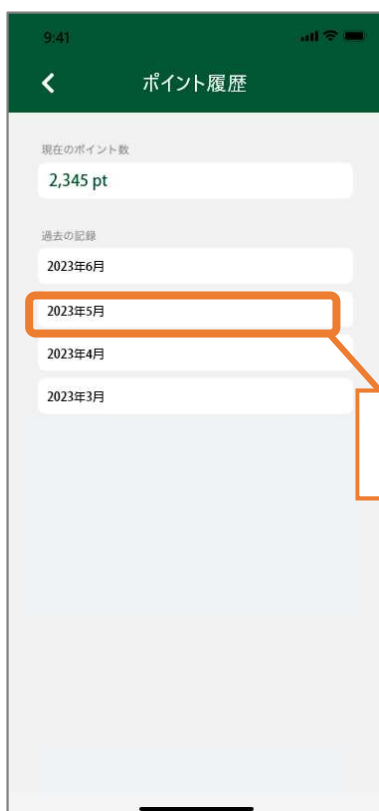 9:41
ポイント履歴
現在のポイント数
2,345 pt
過去の記録
2023年6月
2023年5月
2023年4月
2023年3月